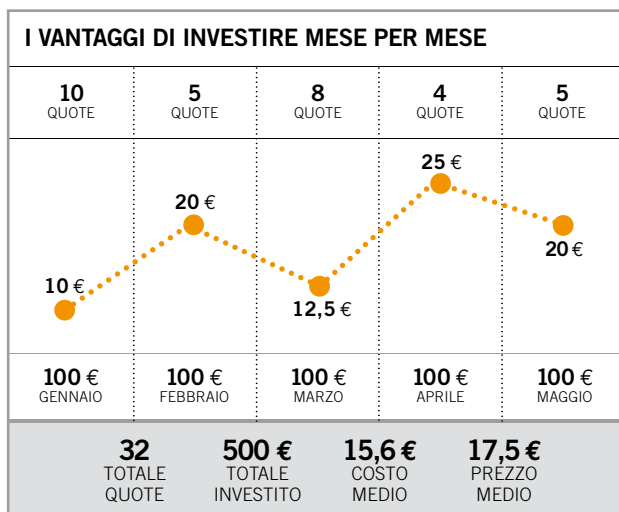 I VANTAGGI DI INVESTIRE MESE PER MESE
10 5 8 4 5
QUOTE QUOTE QUOTE QUOTE QUOTE
25 €
20 €
20 €
10 €
12,5 €
100 € 100 € 100 € 100 € 100 €
GENNAIO FEBBRAIO MARZO APRILE MAGGIO
32 500 € 15,6 € 17,5 €
TOTALE TOTALE COSTO PREZZO
QUOTE INVESTITO MEDIO MEDIO